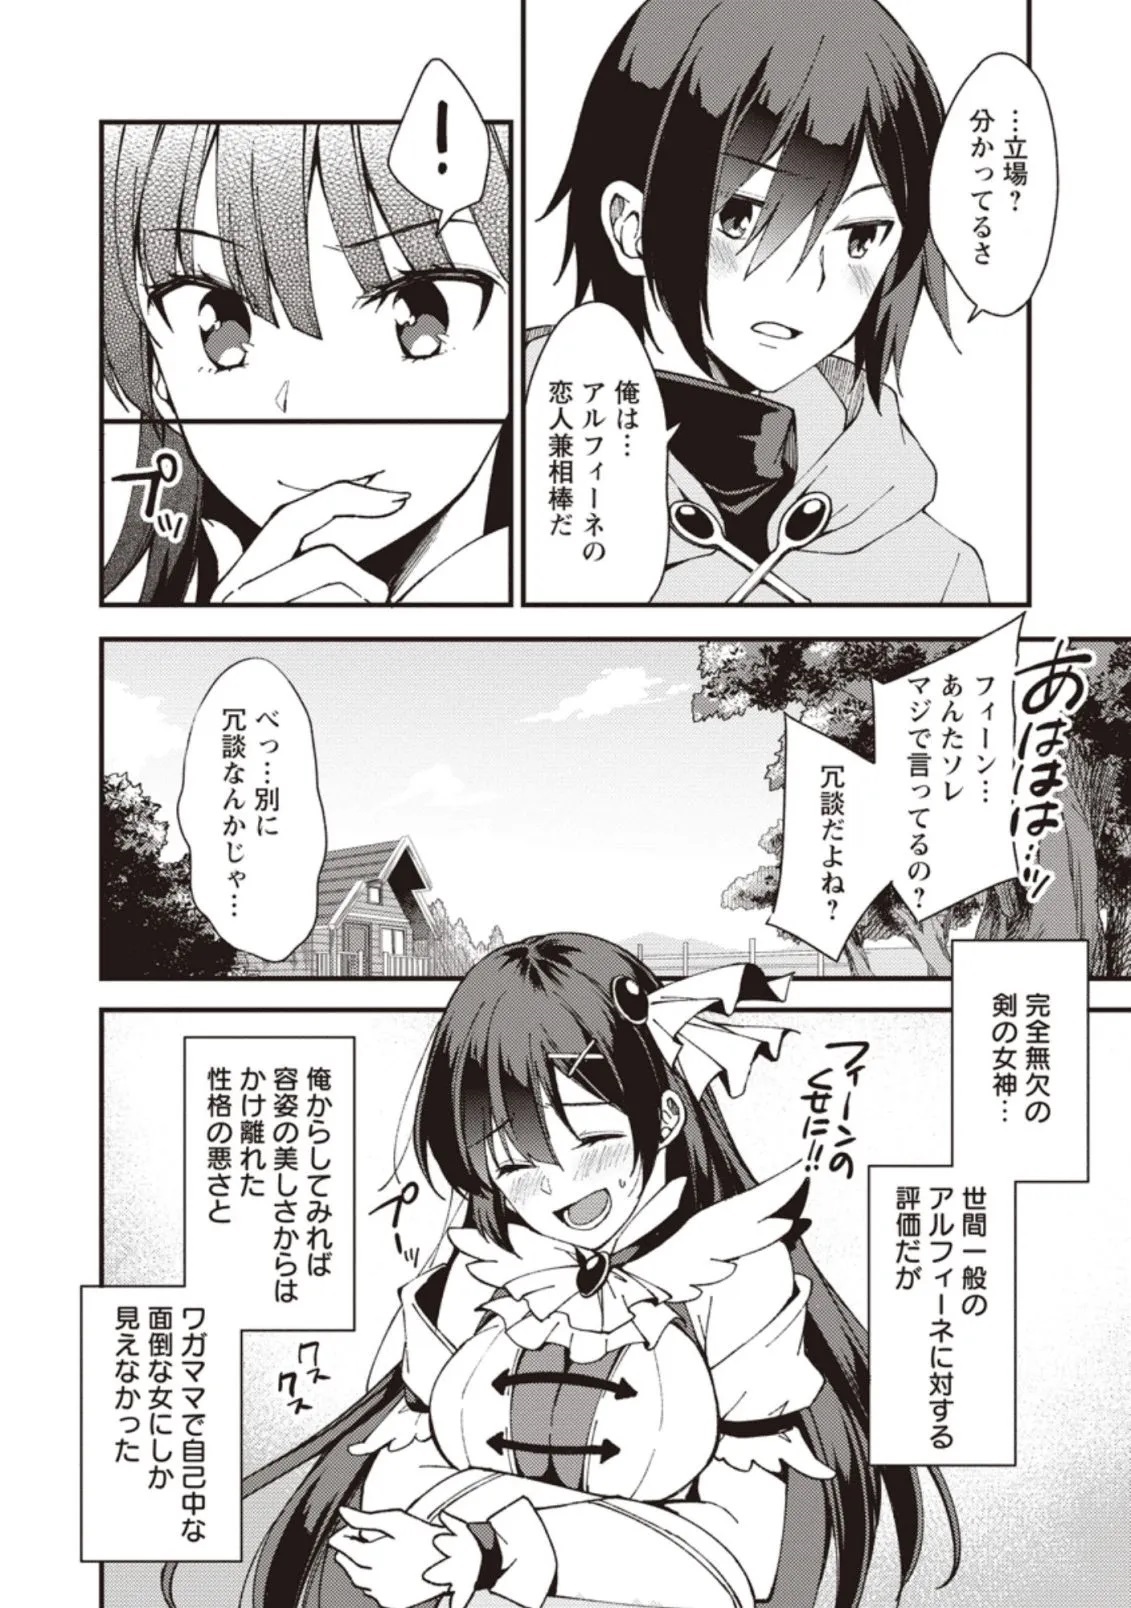 …立場?
分かってるさ
俺は…
アルフィーネの
恋人兼相棒だ
!
プッ
あははは…ッ
フィーン…
あんたソレ
マジで言ってるの?
冗談だよね?
べっ…別に
冗談なんかじゃ…
完全無欠の
剣の女神…
世間一般の
アルフィーネに対する
評価だが
フィーンの
くせに!!
プーッ
クスクス
クスクス
俺からしてみれば
容姿の美しさからは
かけ離れた
性格の悪さと
ワガママで自己中な
面倒な女にしか
見えなかった